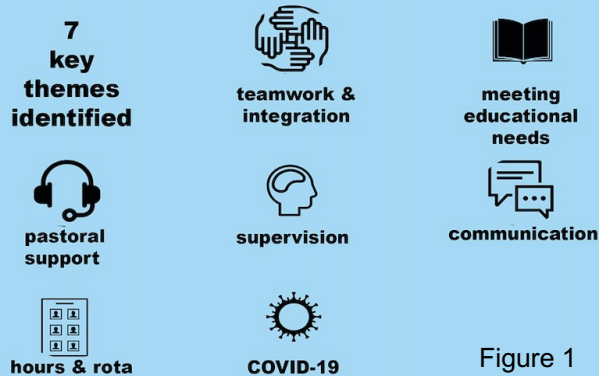 7
key
themes
identified
teamwork &
integration
meeting
educational
needs
pastoral
support
supervision
communication
hours & rota
COVID-19
Figure 1